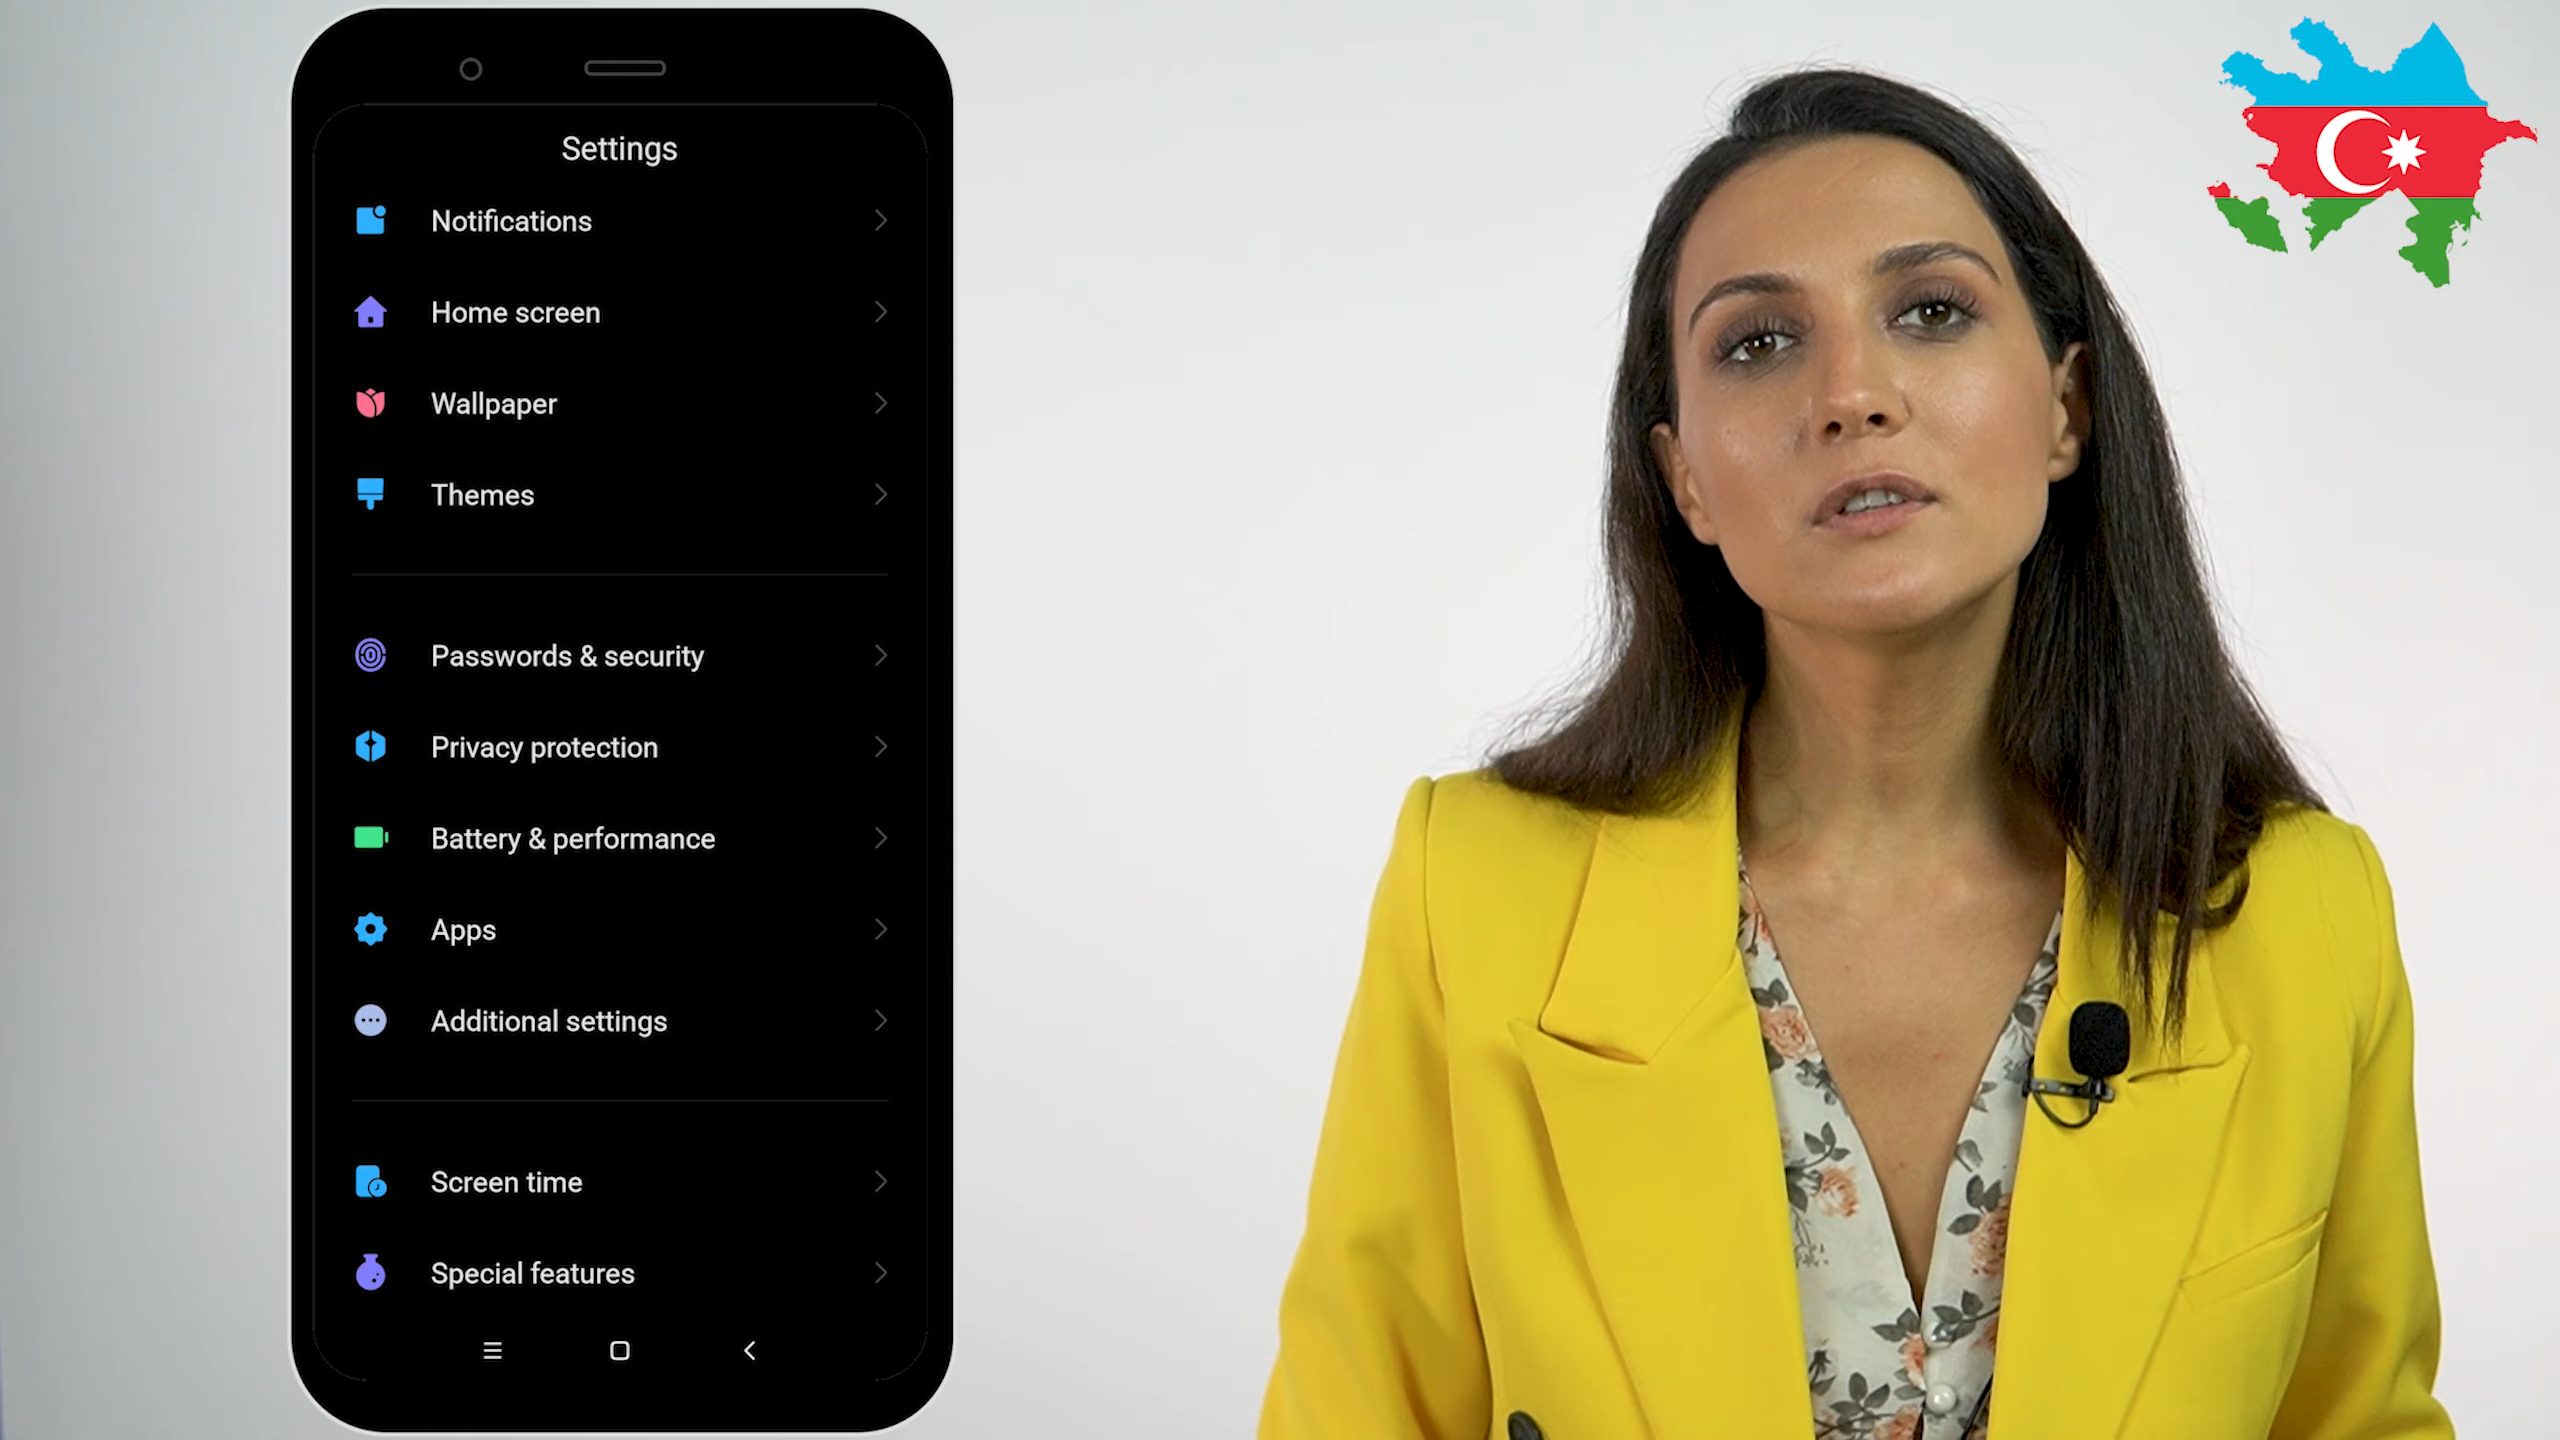 Settings
Notifications
Home screen
Wallpaper
Themes
Passwords & security
Privacy protection
Battery & performance
Apps
Additional settings
Screen time
Special features